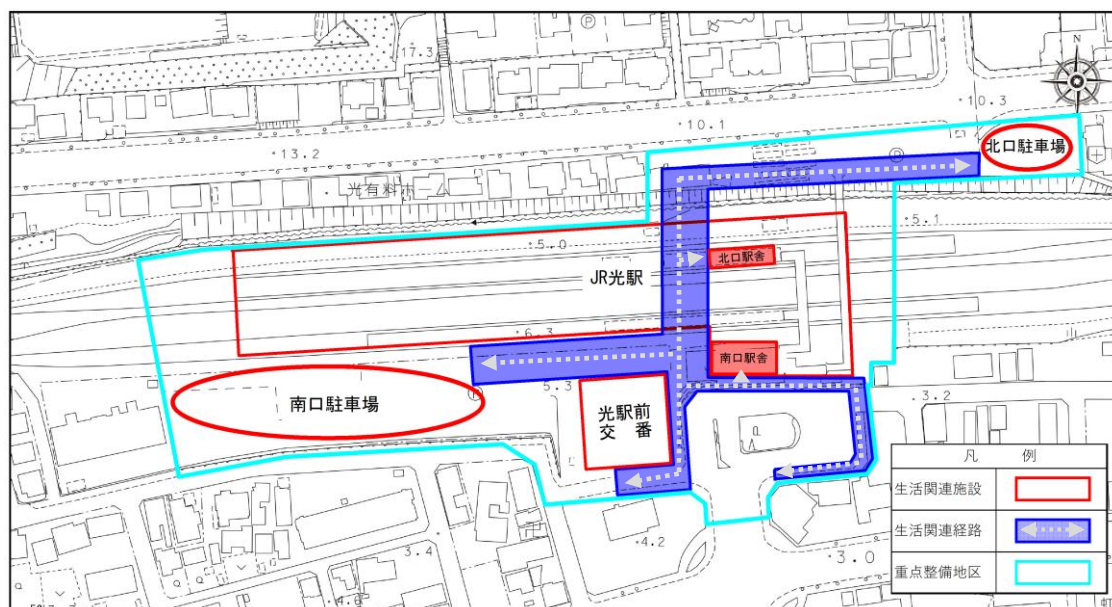 Ⓟ
17.3
N
10.3
10.1
北口駐車場
13.2
Ⓟ
光有料ホーム
5.1
5.0
北口駅舎
JR光駅
6.3
南口駅舎
5.3
Ⓟ
3.2
南口駐車場
光駅前
交 番
凡 例
生活関連施設
4.2
生活関連経路
3.4
3.0
重点整備地区
4.6